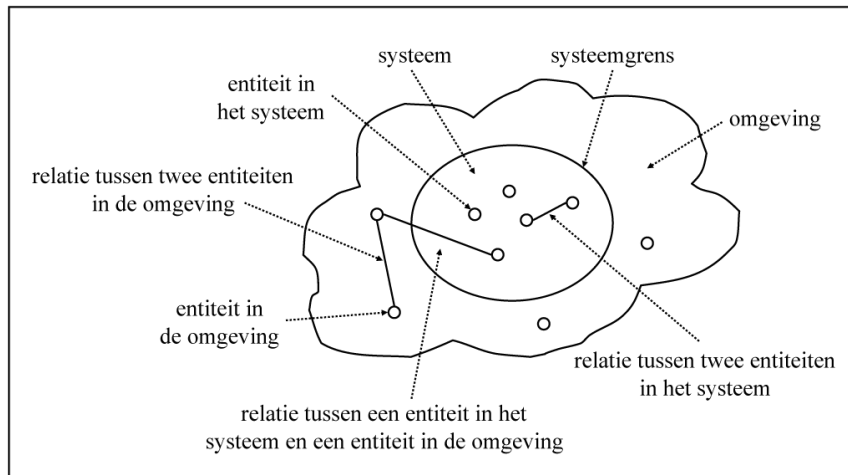 systeem
systeemgrens
entiteit in
het systeem
omgeving
relatie tussen twee entiteiten
in de omgeving
entiteit in
de omgeving
relatie tussen twee entiteiten
in het systeem
relatie tussen een entiteit in het
systeem en een entiteit in de omgeving